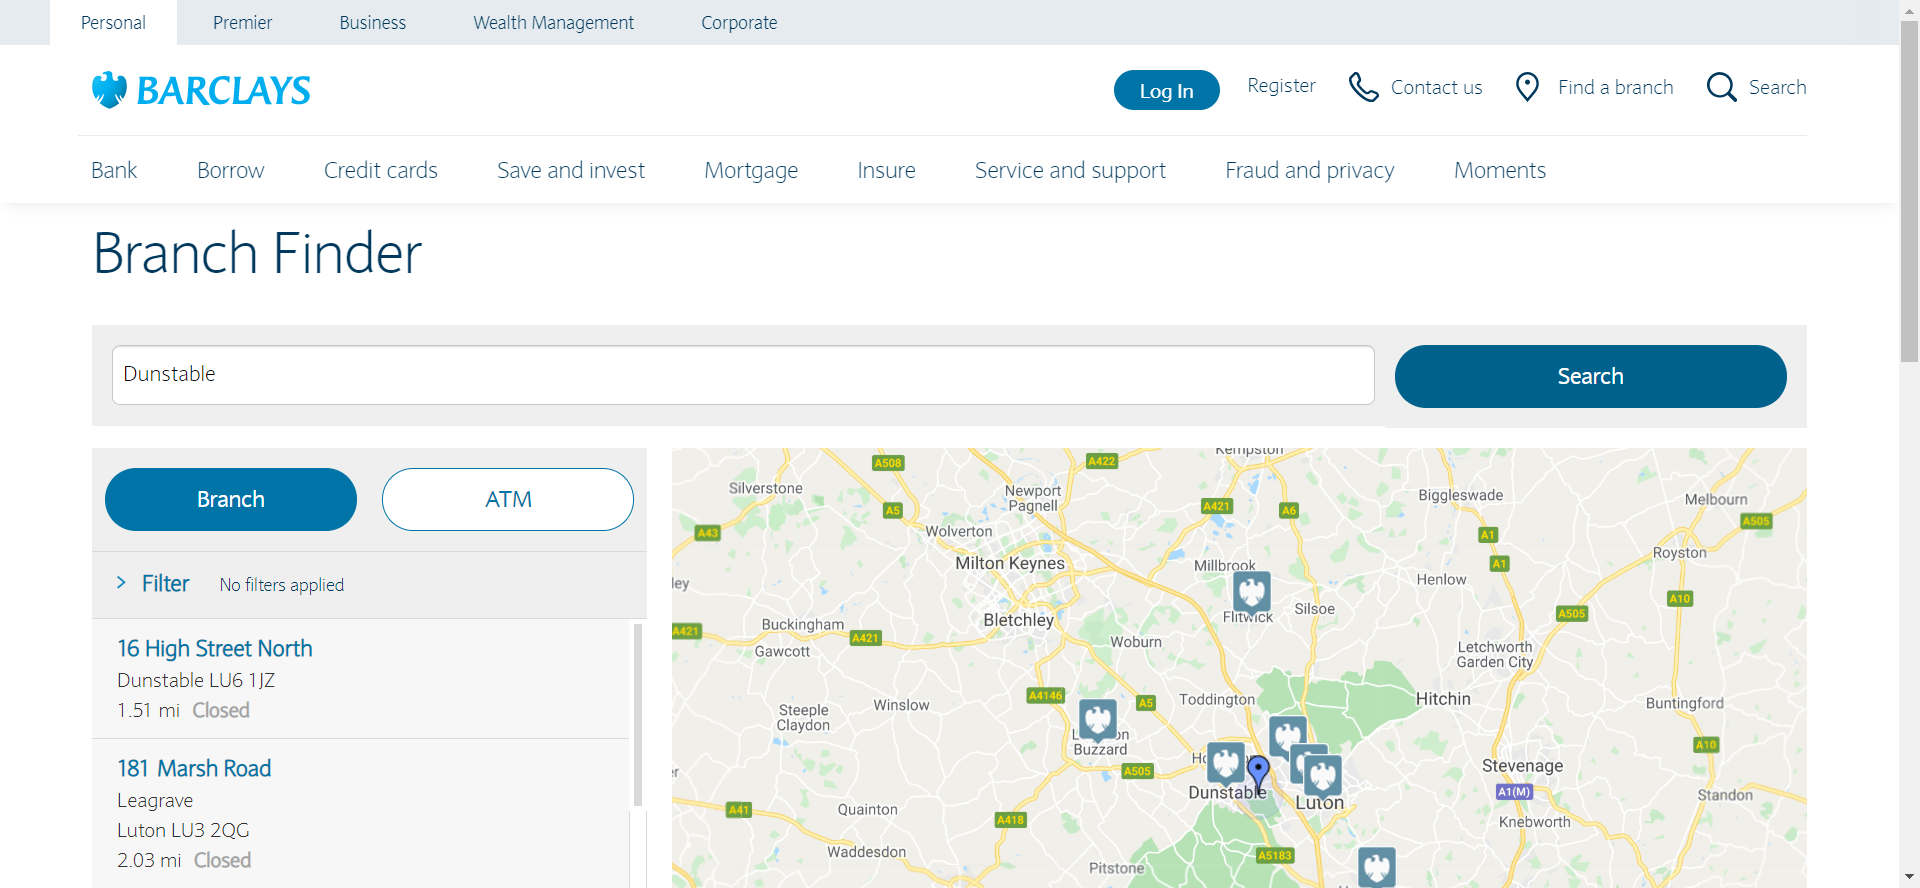 Personal Premier Business Wealth Management Corporate
BARCLAYS
Log In Register Contact us Find a branch Search
Bank Borrow Credit cards Save and invest Mortgage Insure Service and support Fraud and privacy Moments
Branch Finder
Dunstable
Search
Branch ATM
> Filter No filters applied
16 High Street North
Dunstable LU6 1JZ
1.51 mi Closed
181 Marsh Road
Leagrave
Luton LU3 2QG
2.03 mi Closed
Kempston
A508
A422
Silverstone
Newport
Pagnell
Biggleswade
Melbourn
A5
A421
A6
A505
A43
Wolverton
A1
Royston
Milton Keynes
Millbrook
A1
Henlow
ley
A10
Bletchley
Flitwick
Silsoe
A505
Buckingham
A421
A421
Woburn
Letchworth
Garden City
Gawcott
A4146
A5
Toddington
Hitchin
Winslow
Steeple
Claydon
Buntingford
Buzzard
A10
A505
Stevenage
Dunstable
Luton
A1(M)
Standon
A41
Quainton
A418
Knebworth
Waddesdon
A5183
Pitstone